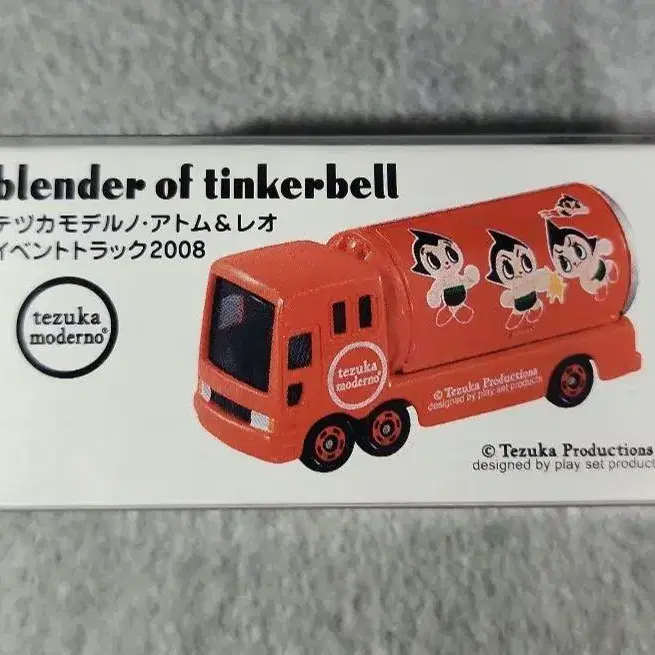 blender of tinkerbell
テヅカモデルノ・アトム&レオ
イベントトラック2008
tezuka
moderno®
tezuka
moderno®
© Tezuka Productions
designed by play set products
© Tezuka Productions
designed by play set product